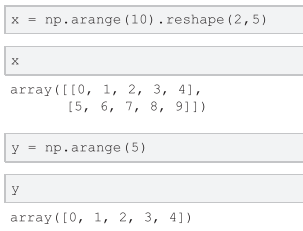 x = np.arange(10).reshape(2,5)
x
array([[0, 1, 2, 3, 4],
       [5, 6, 7, 8, 9]])
y = np.arange(5)
y
array([0, 1, 2, 3, 4])